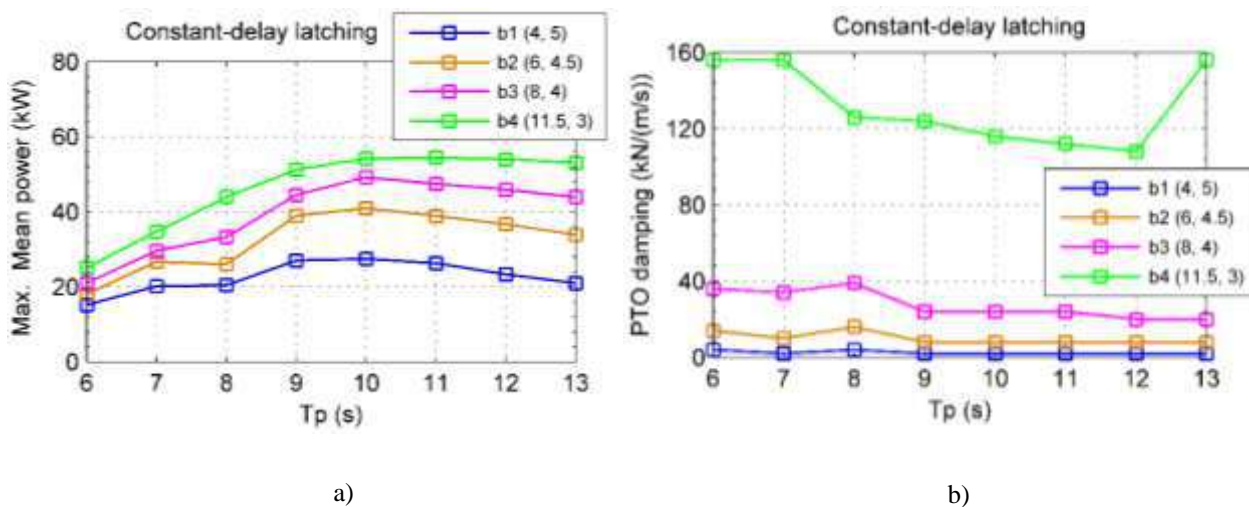 Constant-delay latching
b1 (4, 5)
b2 (6, 4.5)
b3 (8, 4)
b4 (11.5, 3)
80
60
40
20
0
Max. Mean power (kW)
6 7 8 9 10 11 12 13
Tp (s)
a)
Constant-delay latching
160
120
80
40
0
PTO damping (kN/(m/s))
b1 (4, 5)
b2 (6, 4.5)
b3 (8, 4)
b4 (11.5, 3)
6 7 8 9 10 11 12 13
Tp (s)
b)